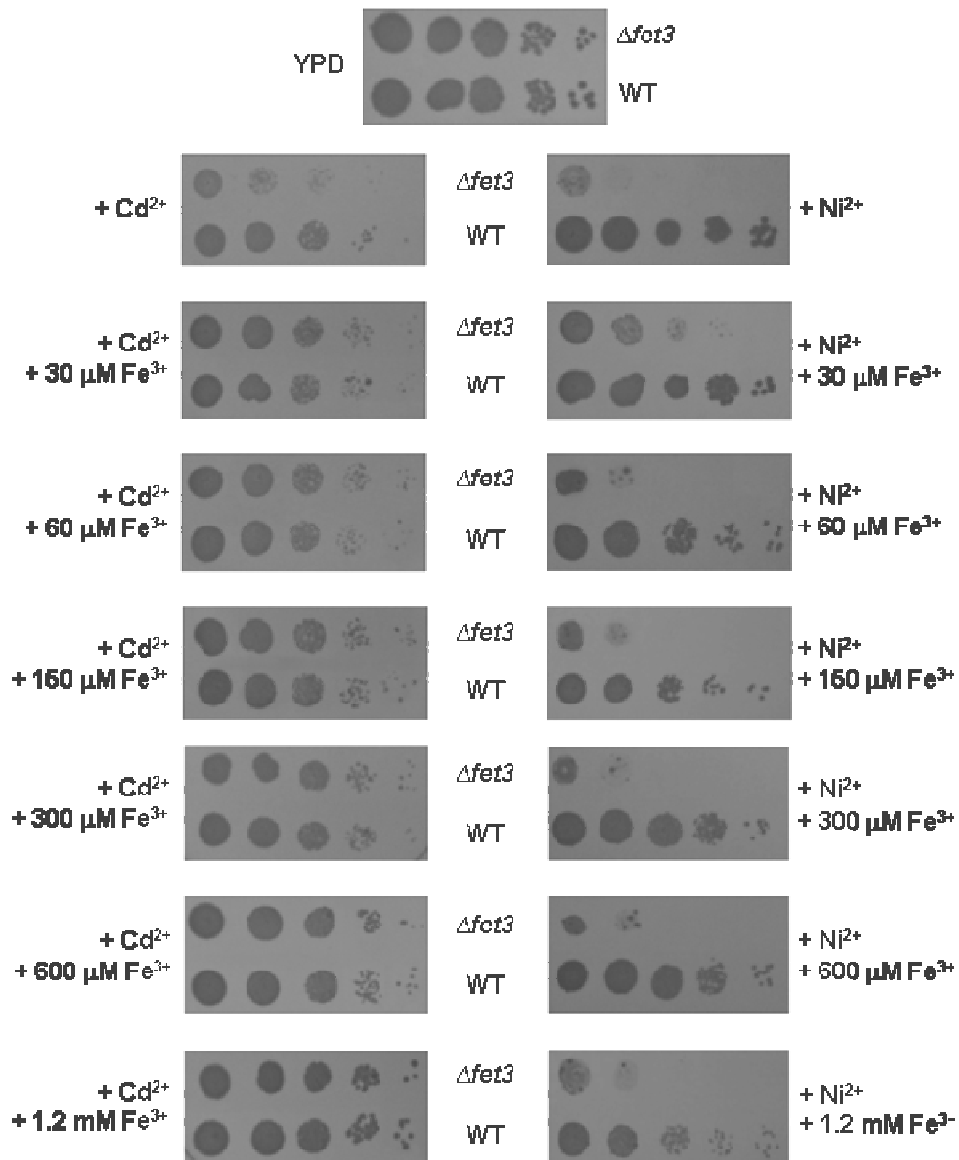 Δfet3
YPD
WT
+ Cd²⁺
Δfet3
WT
+ Ni²⁺
+ Cd²⁺
+ 30 µM Fe³⁺
Δfet3
WT
+ Ni²⁺
+ 30 µM Fe³⁺
+ Cd²⁺
+ 60 µM Fe³⁺
Δfet3
WT
+ Ni²⁺
+ 60 µM Fe³⁺
+ Cd²⁺
+ 150 µM Fe³⁺
Δfet3
WT
+ Ni²⁺
+ 150 µM Fe³⁺
+ Cd²⁺
+ 300 µM Fe³⁺
Δfet3
WT
+ Ni²⁺
+ 300 µM Fe³⁺
+ Cd²⁺
+ 600 µM Fe³⁺
Δfet3
WT
+ Ni²⁺
+ 600 µM Fe³⁺
+ Cd²⁺
+ 1.2 mM Fe³⁺
Δfet3
WT
+ Ni²⁺
+ 1.2 mM Fe³⁺